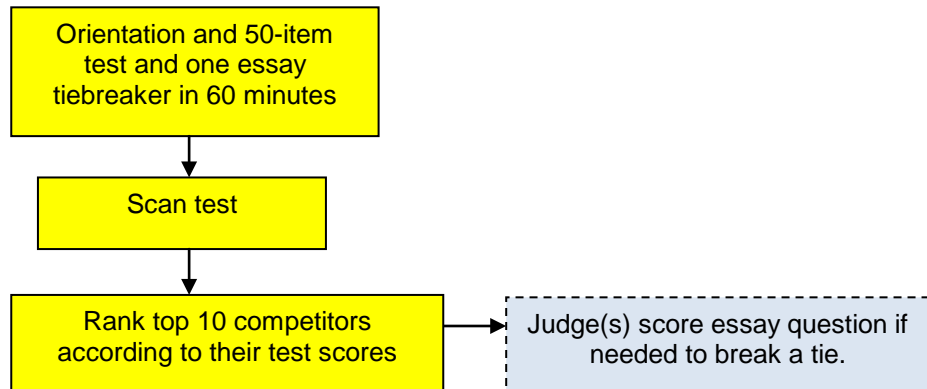 Orientation and 50-item
test and one essay
tiebreaker in 60 minutes
Scan test
Rank top 10 competitors
according to their test scores
Judge(s) score essay question if
needed to break a tie.